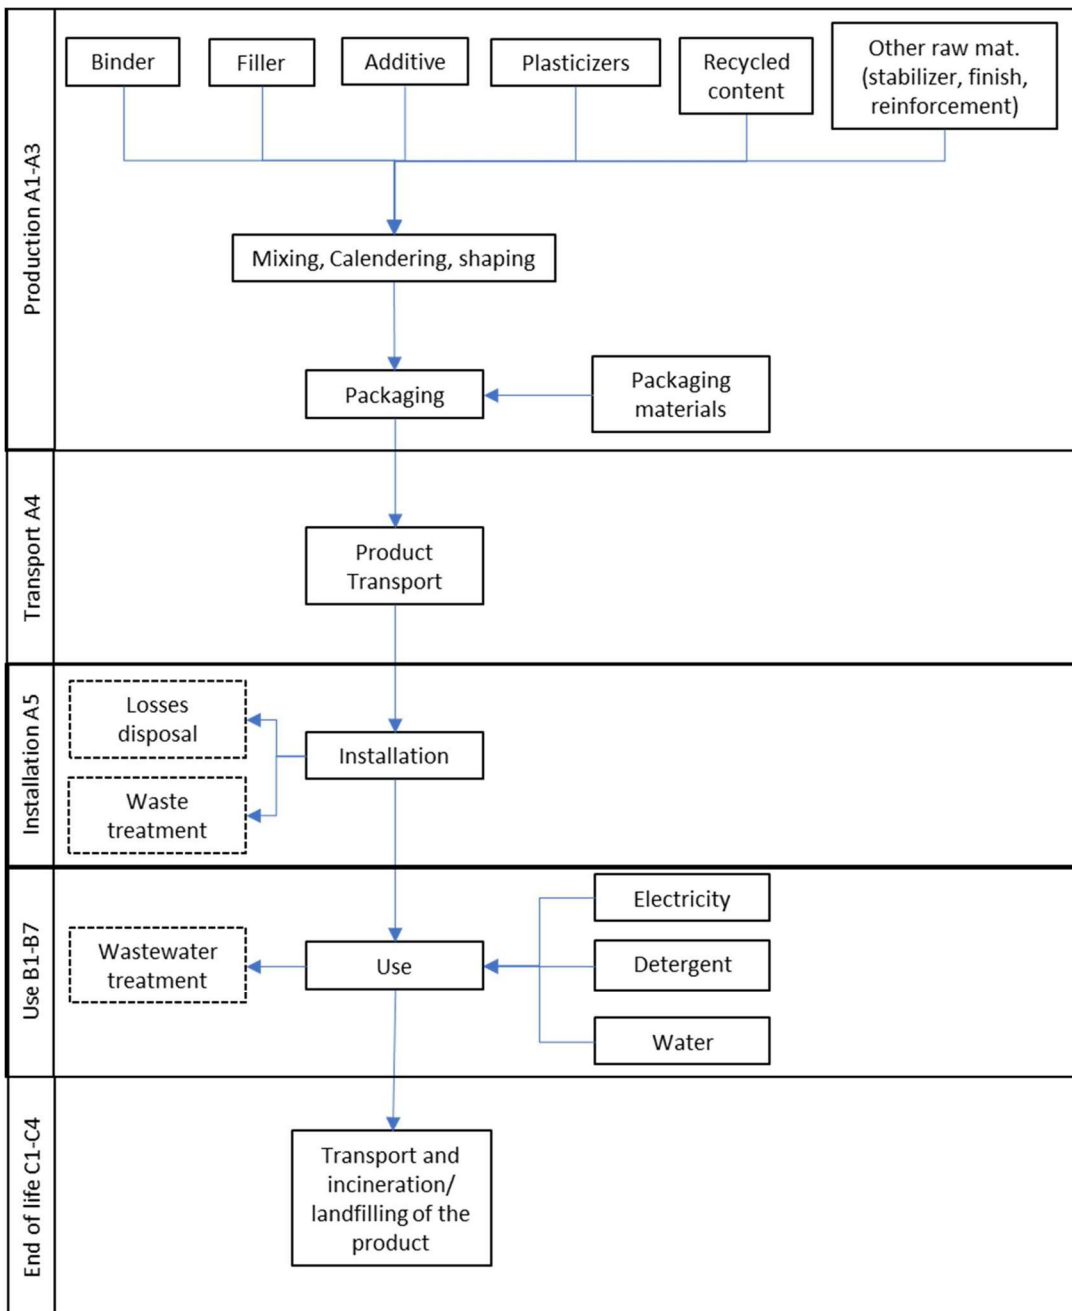 Production A1-A3
Binder
Filler
Additive
Plasticizers
Recycled
content
Other raw mat.
(stabilizer, finish,
reinforcement)
Mixing, Calendering, shaping
Packaging
Packaging
materials
Transport A4
Product
Transport
Installation A5
Losses
disposal
Installation
Waste
treatment
Use B1-B7
Electricity
Wastewater
treatment
Use
Detergent
Water
End of life C1-C4
Transport and
incineration/
landfilling of the
product